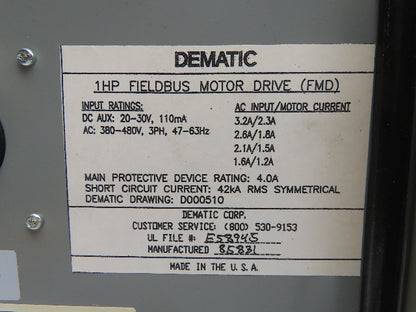 DEMATIC
1HP FIELDBUS MOTOR DRIVE (FMD)
INPUT RATINGS: AC INPUT/MOTOR CURRENT
DC AUX: 20-30V, 110mA 3.2A/2.3A
AC: 380-480V, 3PH, 47-63Hz 2.6A/1.8A
2.1A/1.5A
1.6A/1.2A
MAIN PROTECTIVE DEVICE RATING: 4.0A
SHORT CIRCUIT CURRENT: 42kA RMS SYMMETRICAL
DEMATIC DRAWING: D000510
DEMATIC CORP.
CUSTOMER SERVICE: (800) 530-9153
UL FILE #: E58945
MANUFACTURED
MADE IN THE U.S.A.